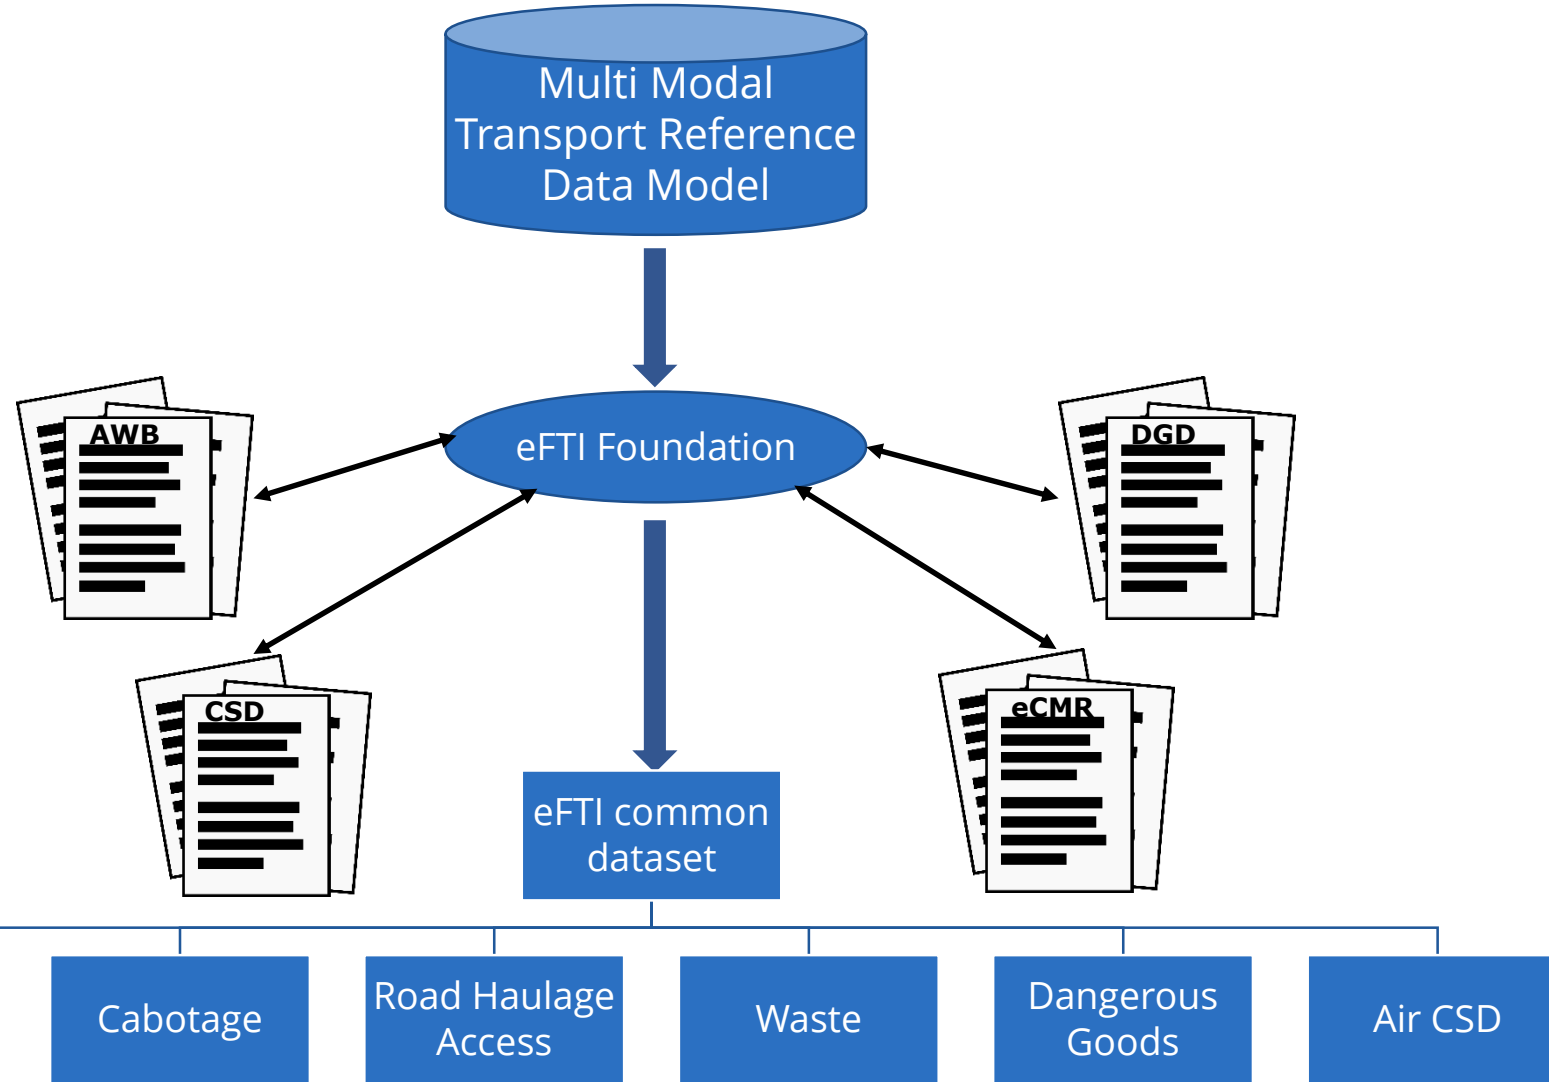 Multi Modal
Transport Reference
Data Model
eFTI Foundation
AWB
DGD
CSD
eCMR
eFTI common
dataset
Cabotage
Road Haulage
Access
Waste
Dangerous
Goods
Air CSD